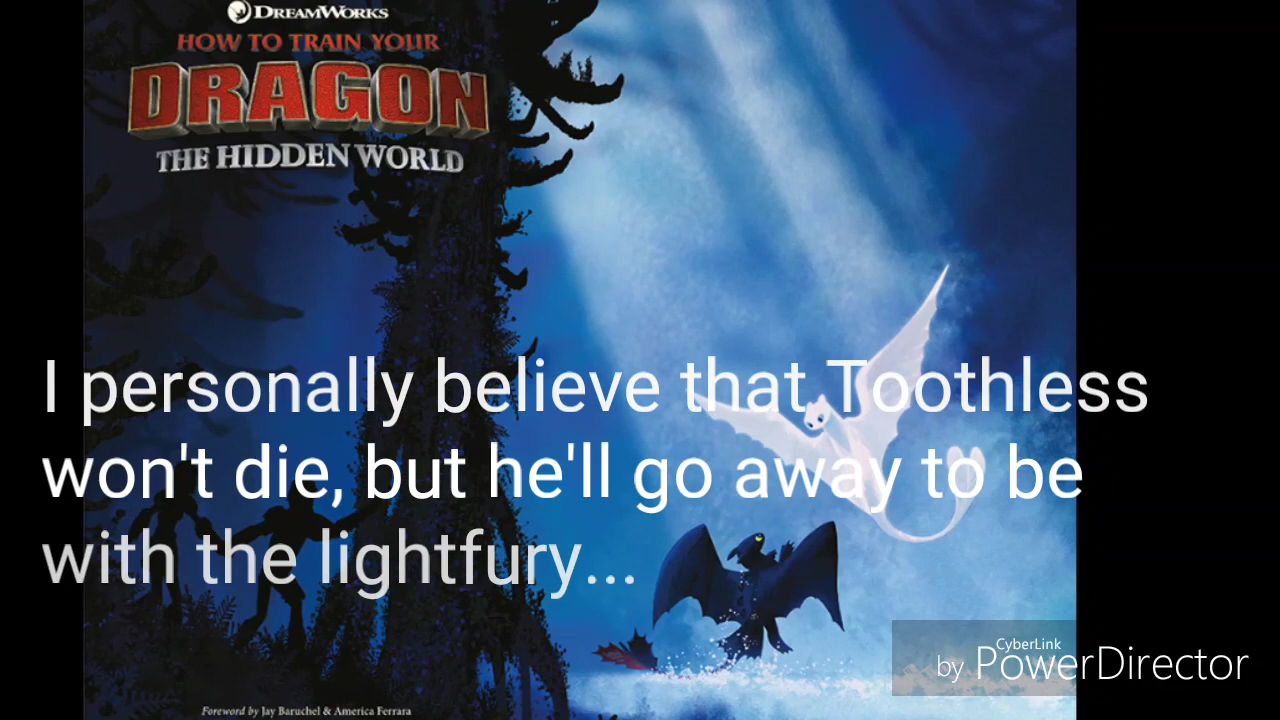 DREAMWORKS
HOW TO TRAIN YOUR
DRAGON
THE HIDDEN WORLD
I personally believe that Toothless
won't die, but he'll go away to be
with the lightfury...
CyberLink
by PowerDirector
Foreword by Jay Baruchel & America Ferrara